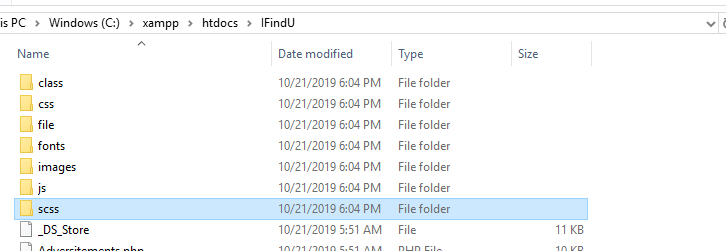 is PC > Windows (C:) > xampp > htdocs > IFindU
Name Date modified Type Size
class 10/21/2019 6:04 PM File folder
css 10/21/2019 6:04 PM File folder
file 10/21/2019 6:04 PM File folder
fonts 10/21/2019 6:04 PM File folder
images 10/21/2019 6:04 PM File folder
js 10/21/2019 6:04 PM File folder
scss 10/21/2019 6:04 PM File folder
_DS_Store 10/21/2019 5:51 AM File 11 KB
Adversitements.php 10/21/2019 5:51 AM PHP File 10 KB